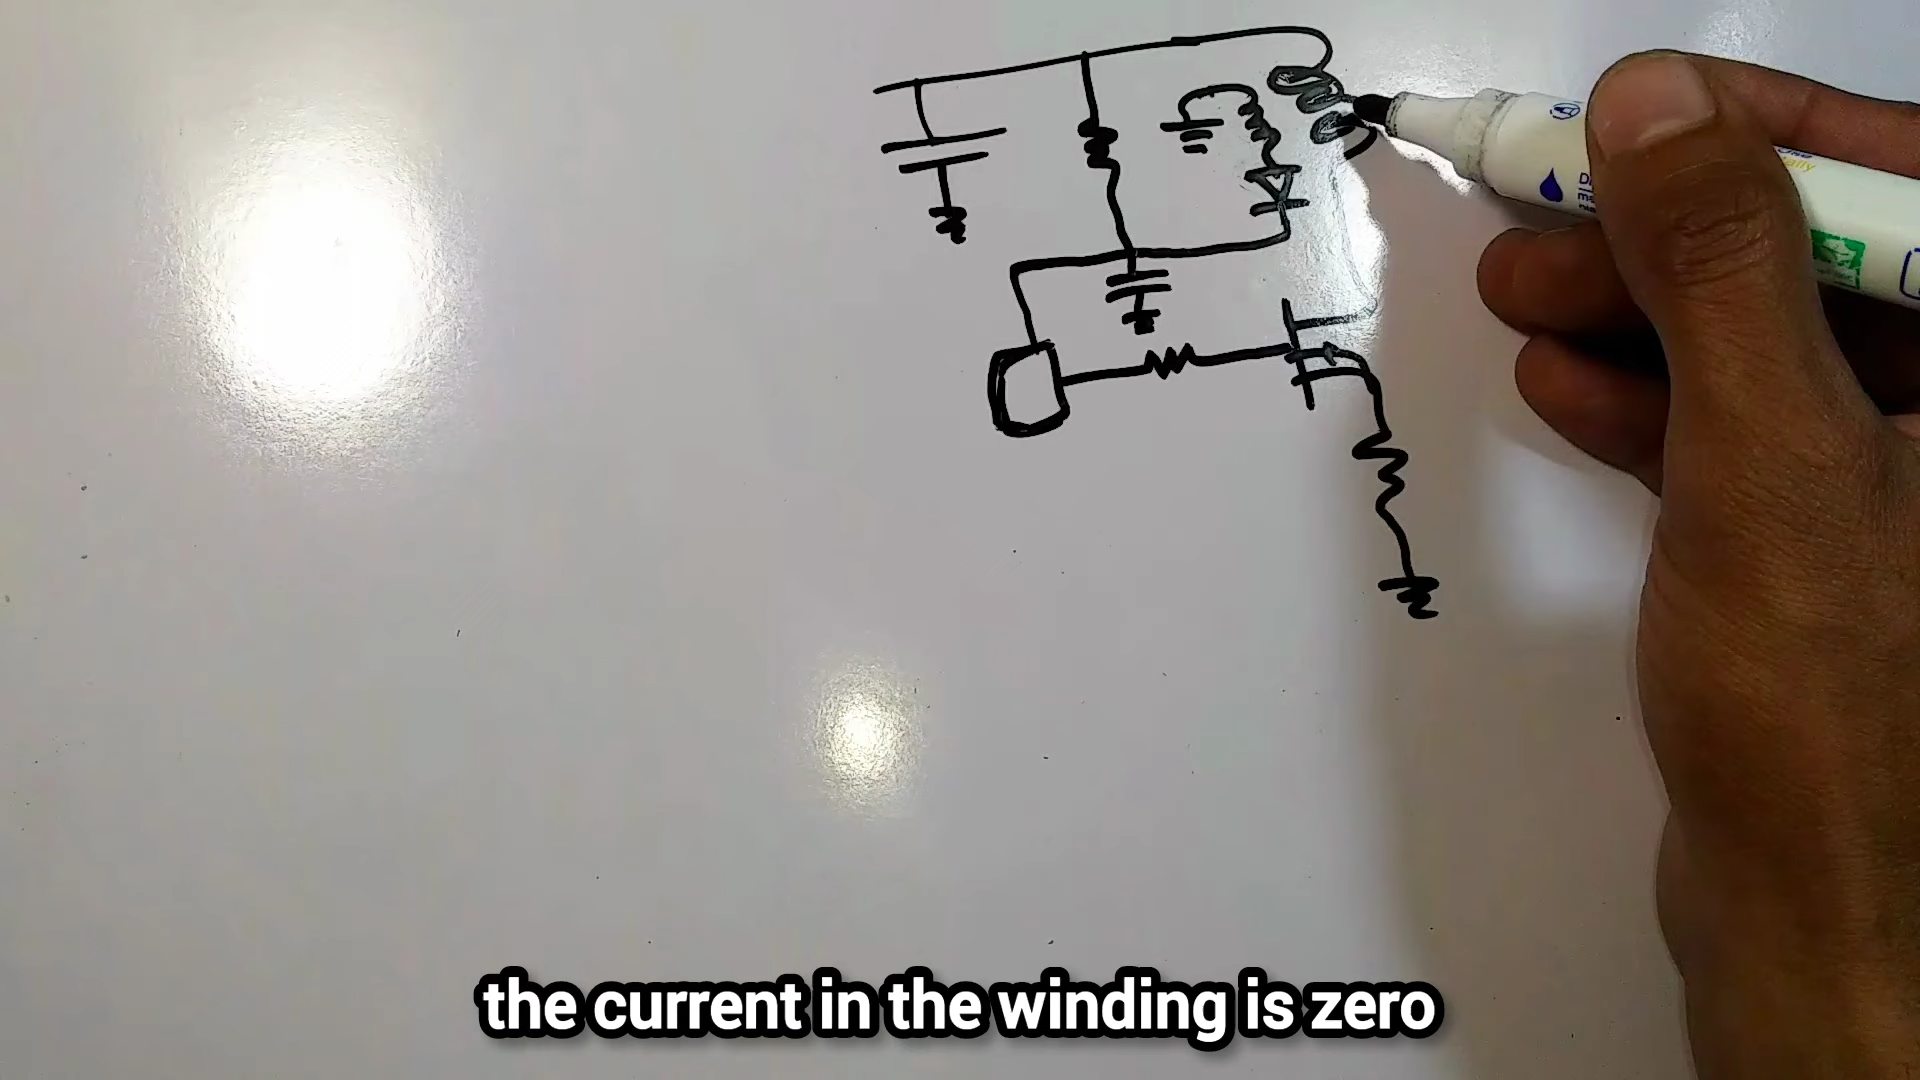 the current in the winding is zero